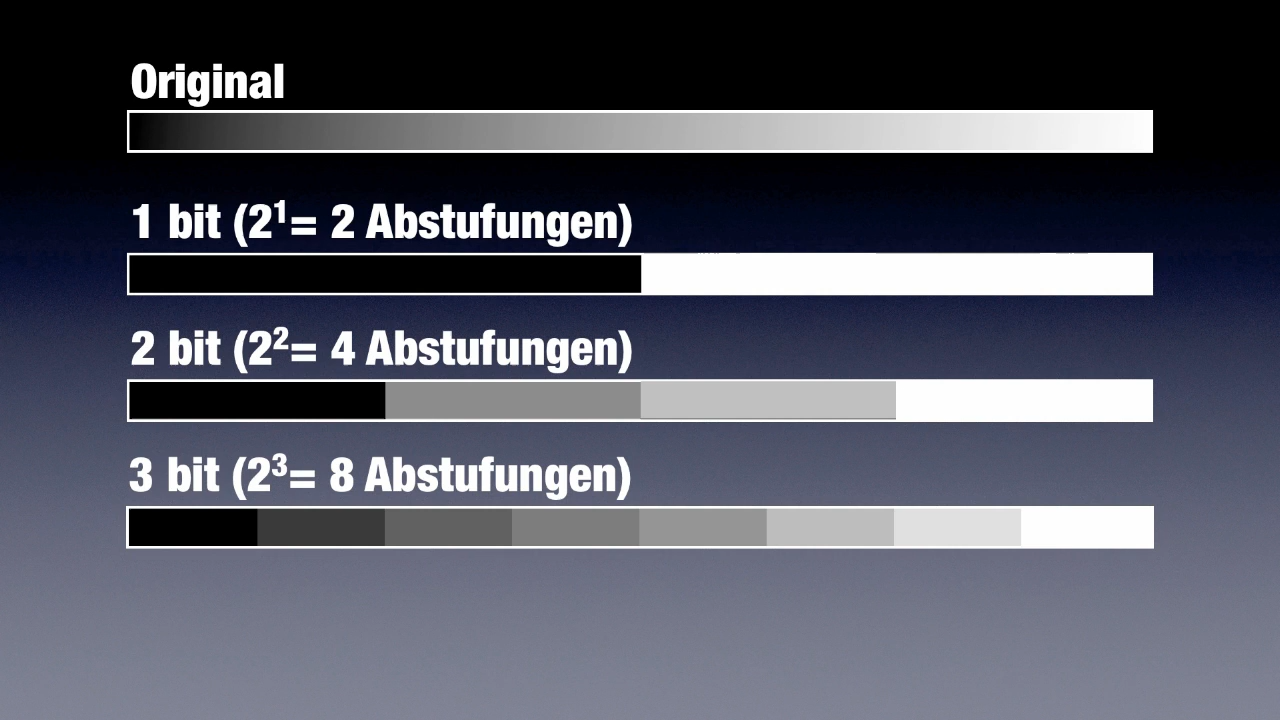 Original
1 bit (2¹= 2 Abstufungen)
2 bit (2²= 4 Abstufungen)
3 bit (2³= 8 Abstufungen)